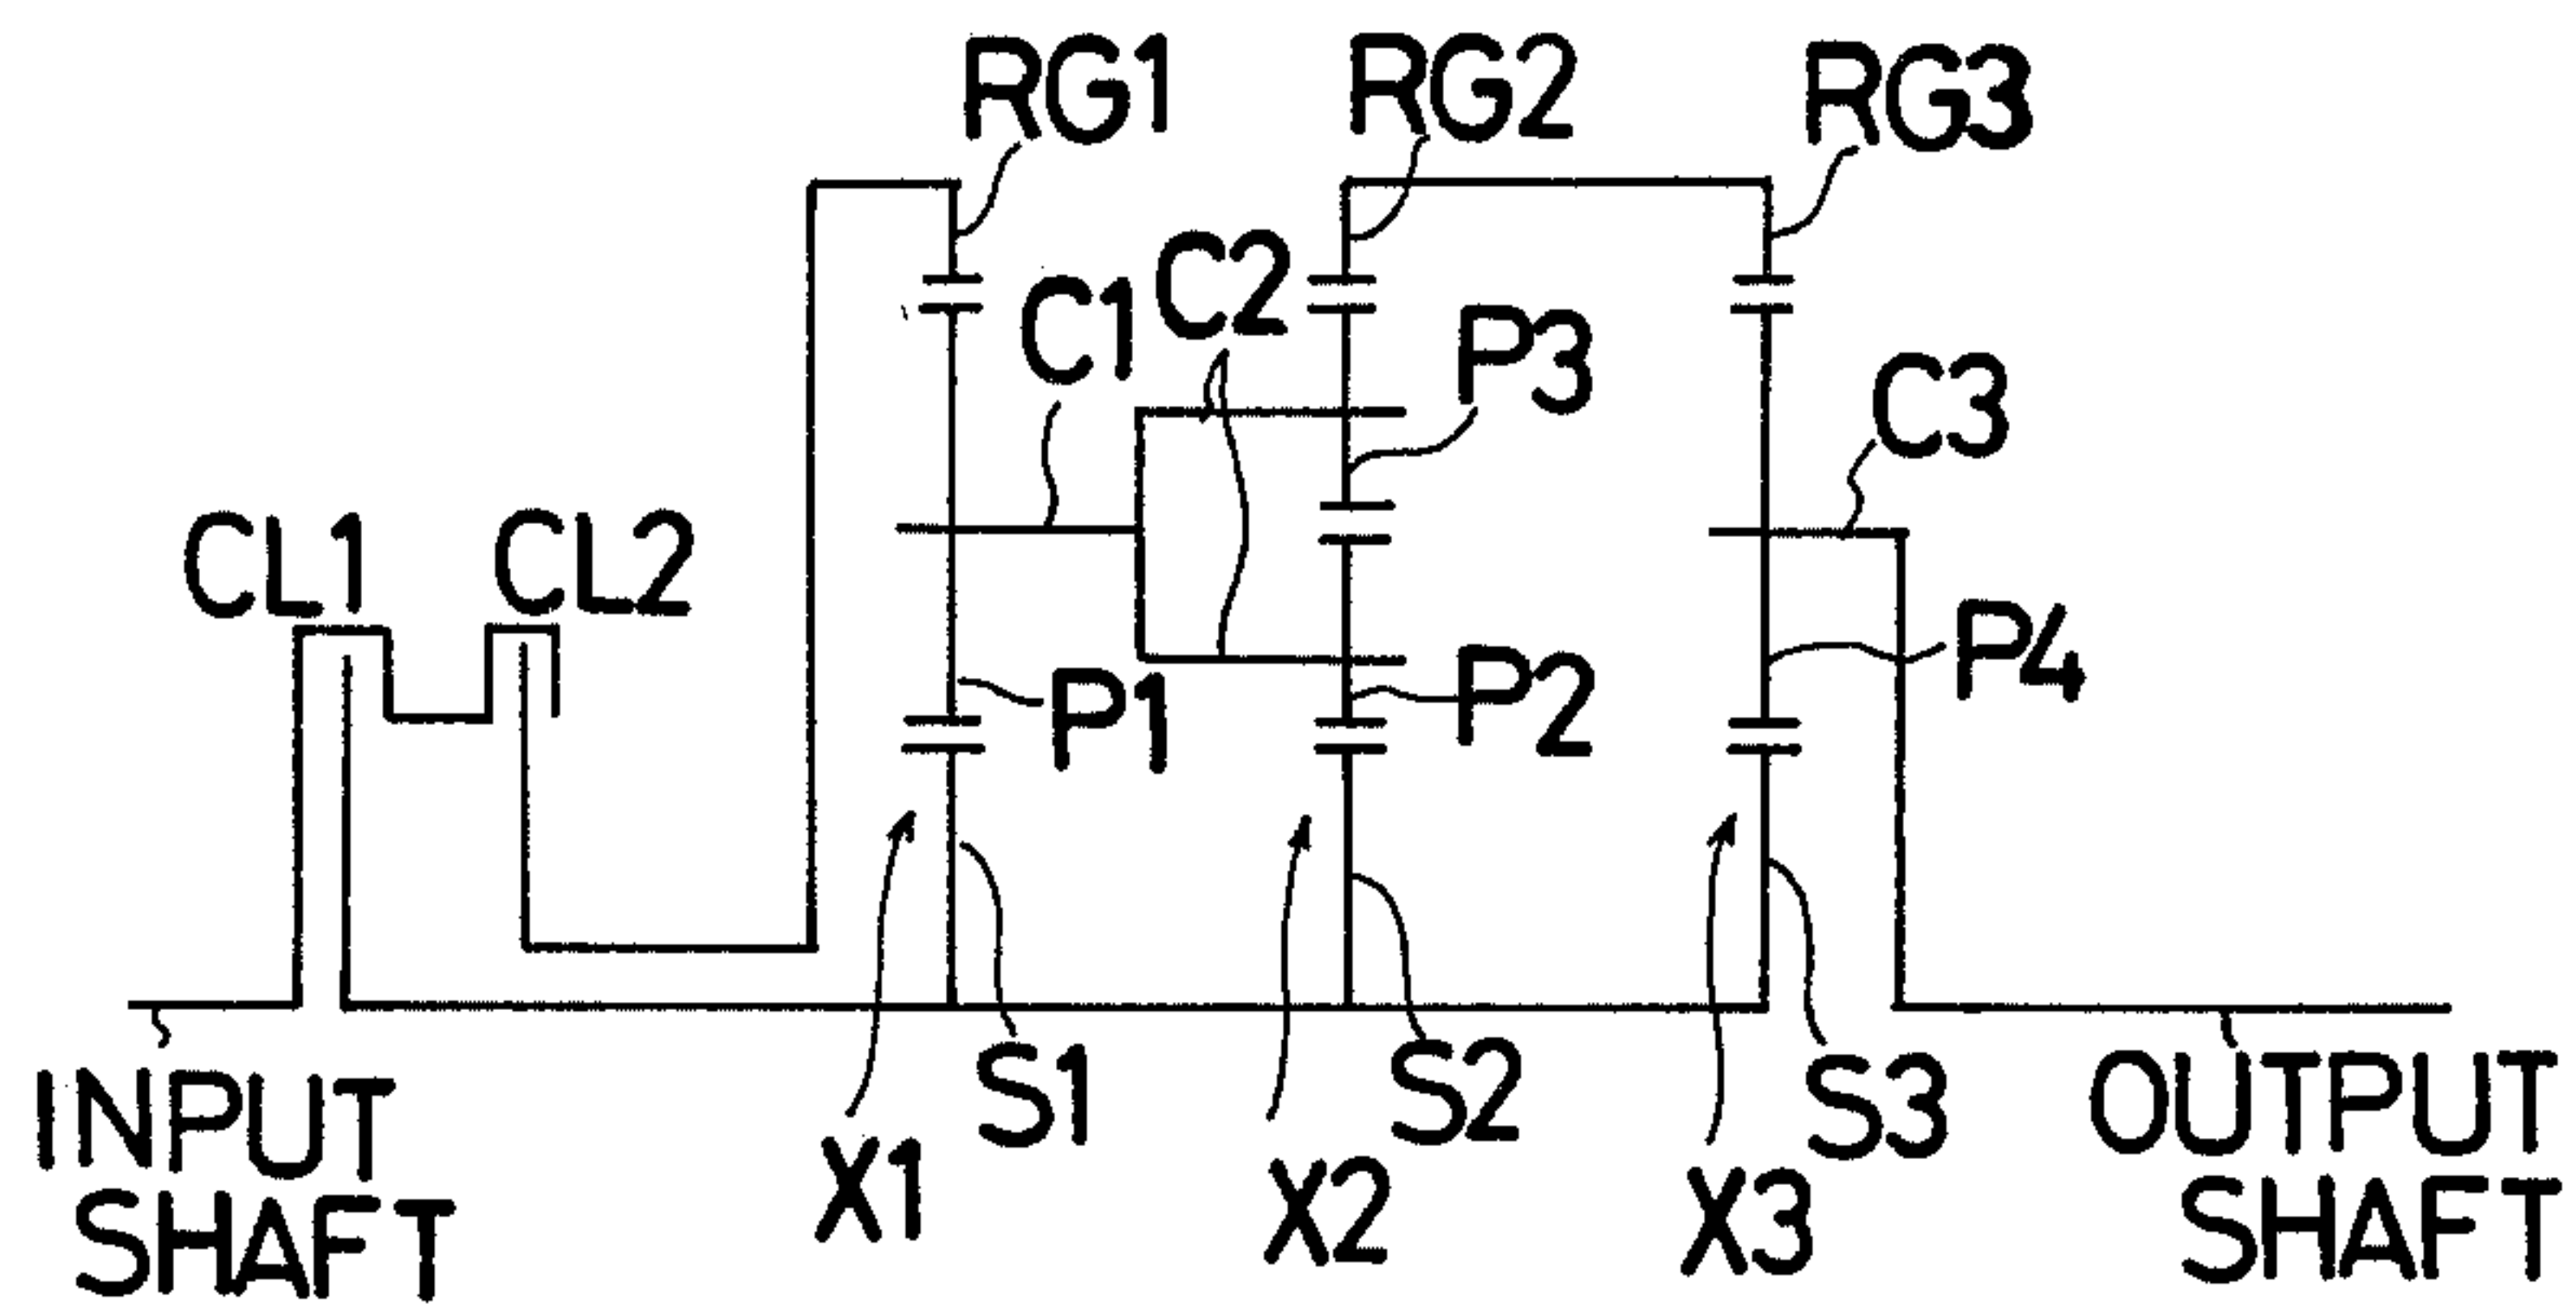 RG1
RG2
RG3
C1
C2
P3
C3
CL1
CL2
P1
P2
P4
INPUT
SHAFT
X1
S1
X2
S2
X3
S3
OUTPUT
SHAFT